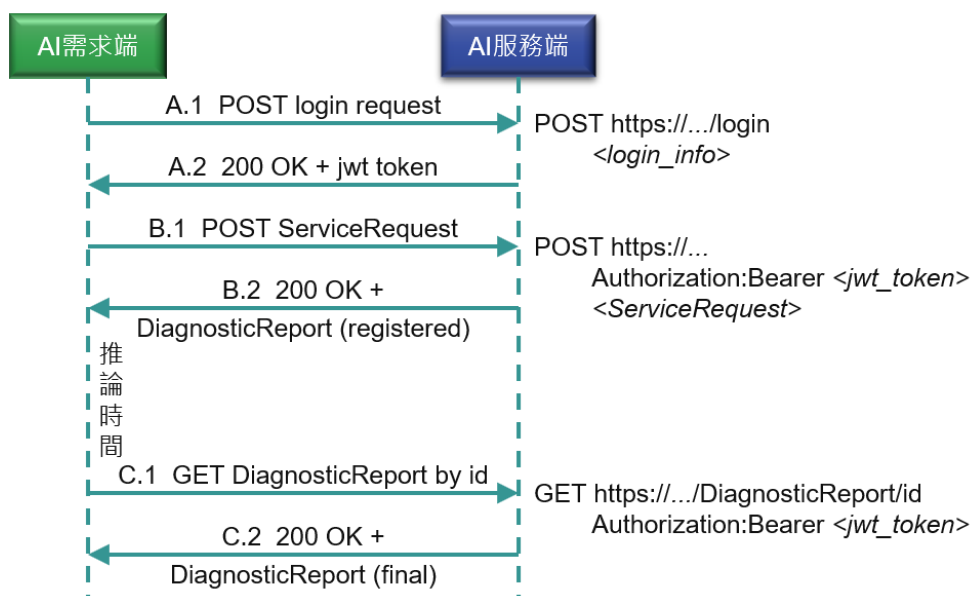 AI需求端
AI服務端
A.1 POST login request
POST https://.../login
<login_info>
A.2 200 OK + jwt token
B.1 POST ServiceRequest
POST https://...
Authorization:Bearer <jwt_token>
<ServiceRequest>
B.2 200 OK +
DiagnosticReport (registered)
推
論
時
間
C.1 GET DiagnosticReport by id
GET https://.../DiagnosticReport/id
Authorization:Bearer <jwt_token>
C.2 200 OK +
DiagnosticReport (final)